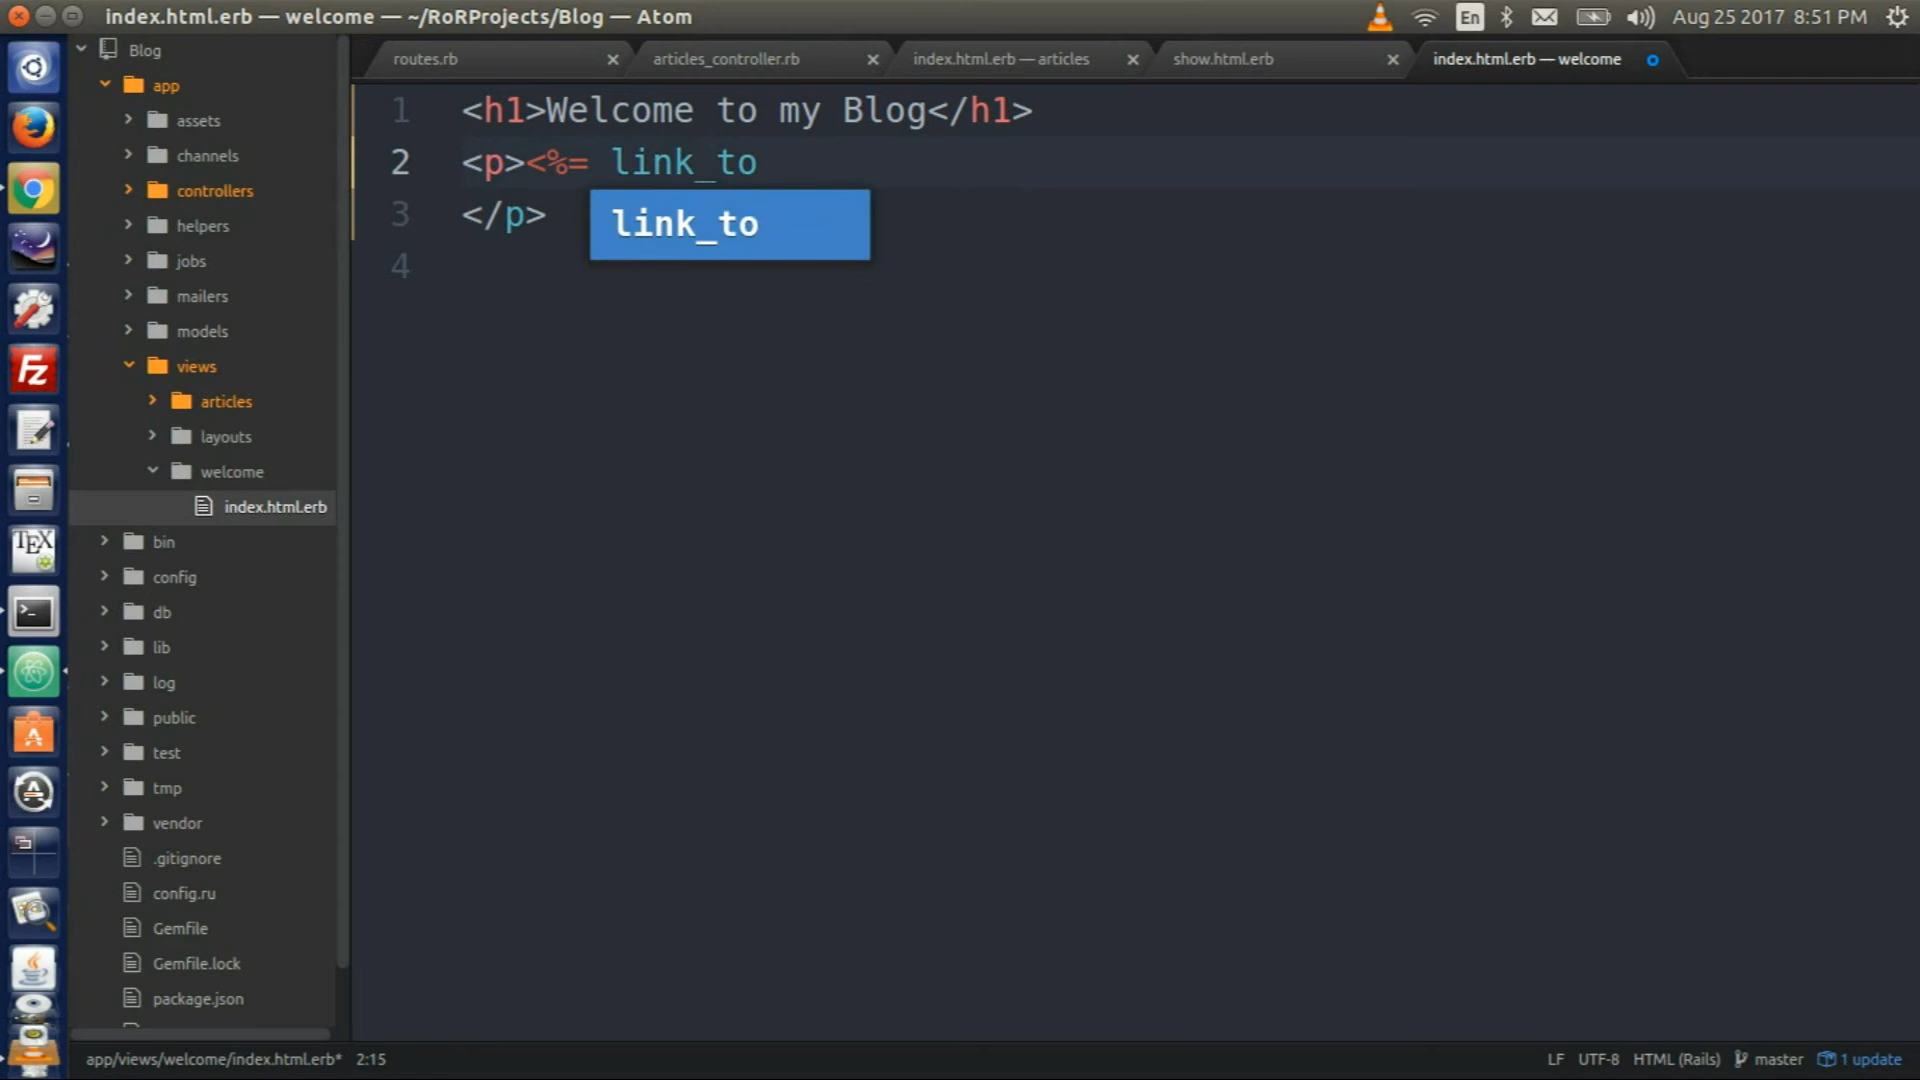 index.html.erb — welcome — ~/RoRProjects/Blog — Atom
En
Aug 25 2017 8:51 PM
Blog
app
assets
channels
controllers
helpers
jobs
mailers
models
views
articles
layouts
welcome
index.html.erb
bin
config
db
lib
log
public
test
tmp
vendor
.gitignore
config.ru
Gemfile
Gemfile.lock
package.json
routes.rb
articles_controller.rb
index.html.erb — articles
show.html.erb
index.html.erb — welcome
1 <h1>Welcome to my Blog</h1>
2 <p><%= link_to
link_to
3 </p>
4
FZ
TEX
app/views/welcome/index.html.erb* 2:15
LF UTF-8 HTML (Rails) master 1 update